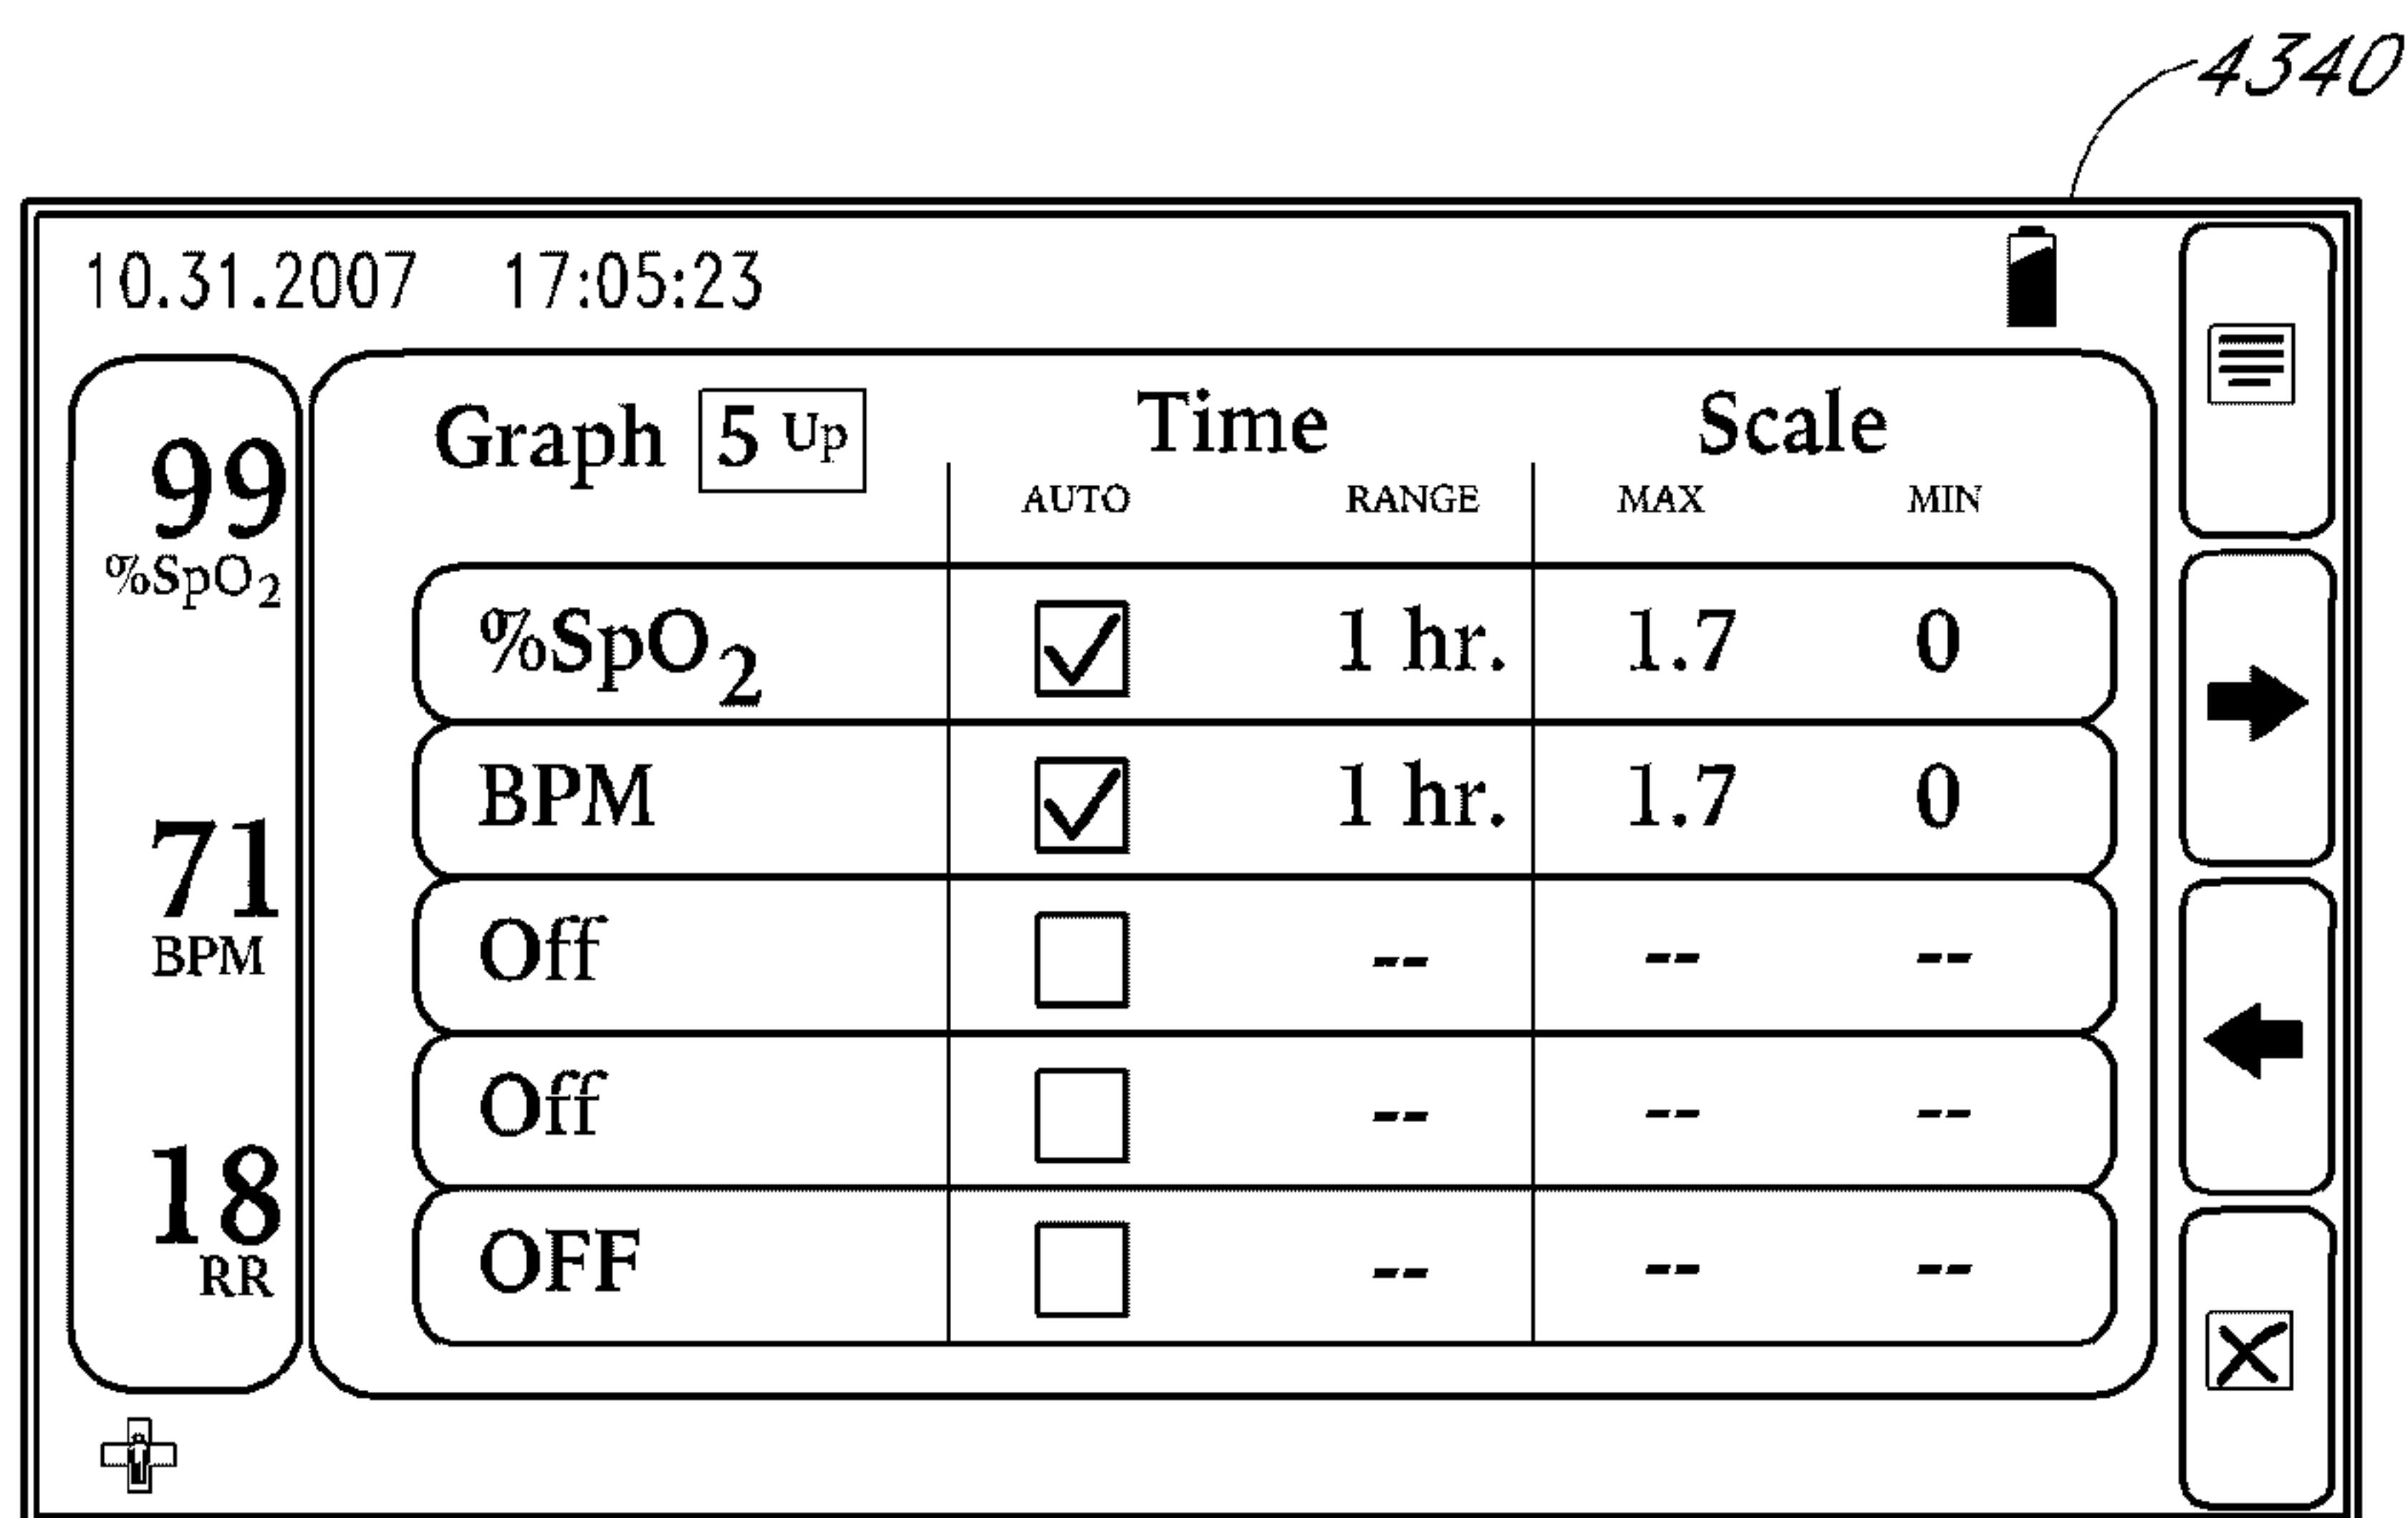 4340
10.31.2007 17:05:23
99
%SpO2
71
BPM
18
RR
Graph 5 Up Time Scale
AUTO RANGE MAX MIN
%SpO2 1 hr. 1.7 0
BPM 1 hr. 1.7 0
Off -- -- --
Off -- -- --
OFF -- -- --